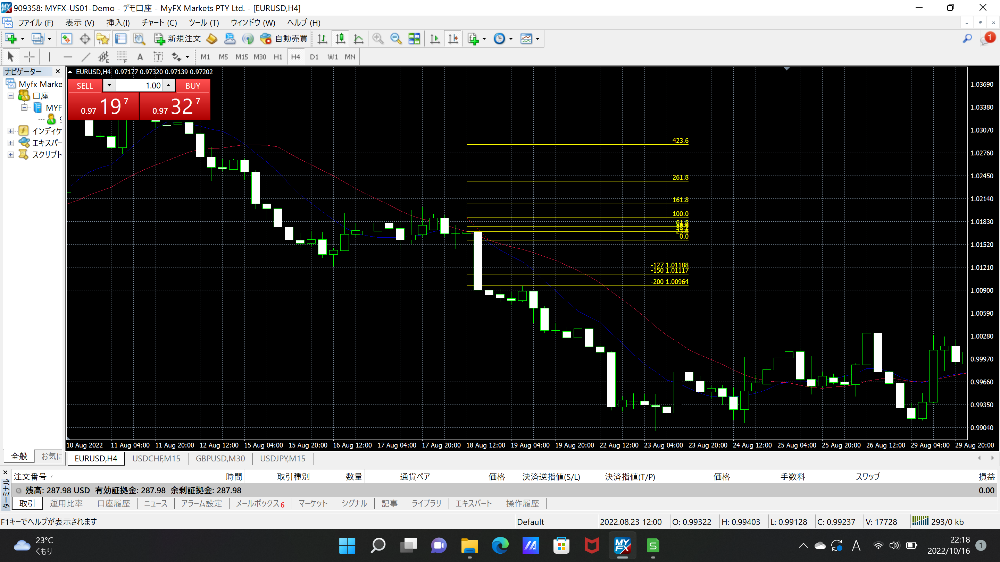 909358: MYFX-US01-Demo - デモ口座 - MyFX Markets PTY Ltd. - [EURUSD,H4]
ファイル (F) 表示 (V) 挿入(I) チャート (C) ツール (T) ウィンドウ (W) ヘルプ (H)
新規注文 自動売買 1
E F A T M1 M5 M15 M30 H1 H4 D1 W1 MN
ナビゲーター
Myfx Marke
口座
MYF
9
インディケ
エキスパー
スクリプト
全般 お気に
EURUSD,H4 0.97177 0.97320 0.97139 0.97202
SELL 1.00 BUY
0.97 19 7 0.97 32 7
423.6
261.8
161.8
100.0
61.8
23.6
0.0
-127 1.01188
-150 1.01117
-200 1.00964
1.03690
1.03380
1.03070
1.02760
1.02450
1.02140
1.01830
1.01520
1.01210
1.00900
1.00590
1.00280
0.99970
0.99660
0.99350
0.99040
10 Aug 2022 11 Aug 04:00 11 Aug 20:00 12 Aug 12:00 15 Aug 04:00 15 Aug 20:00 16 Aug 12:00 17 Aug 04:00 17 Aug 20:00 18 Aug 12:00 19 Aug 04:00 19 Aug 20:00 22 Aug 12:00 23 Aug 04:00 23 Aug 20:00 24 Aug 12:00 25 Aug 04:00 25 Aug 20:00 26 Aug 12:00 29 Aug 04:00 29 Aug 20:00
EURUSD,H4 USDCHF,M15 GBPUSD,M30 USDJPY,M15
ターミナル
注文番号 時間 取引種別 数量 通貨ペア 価格 決済逆指値(S/L) 決済指値(T/P) 価格 手数料 スワップ 損益
残高: 287.98 USD 有効証拠金: 287.98 余剰証拠金: 287.98 0.00
取引 運用比率 口座履歴 ニュース アラーム設定 メールボックス 6 マーケット シグナル 記事 ライブラリ エキスパート 操作履歴
F1キーでヘルプが表示されます Default 2022.08.23 12:00 O: 0.99322 H: 0.99403 L: 0.99128 C: 0.99237 V: 17728 293/0 kb
23°C
くもり
MY
FX
S
A
22:18
2022/10/16
1